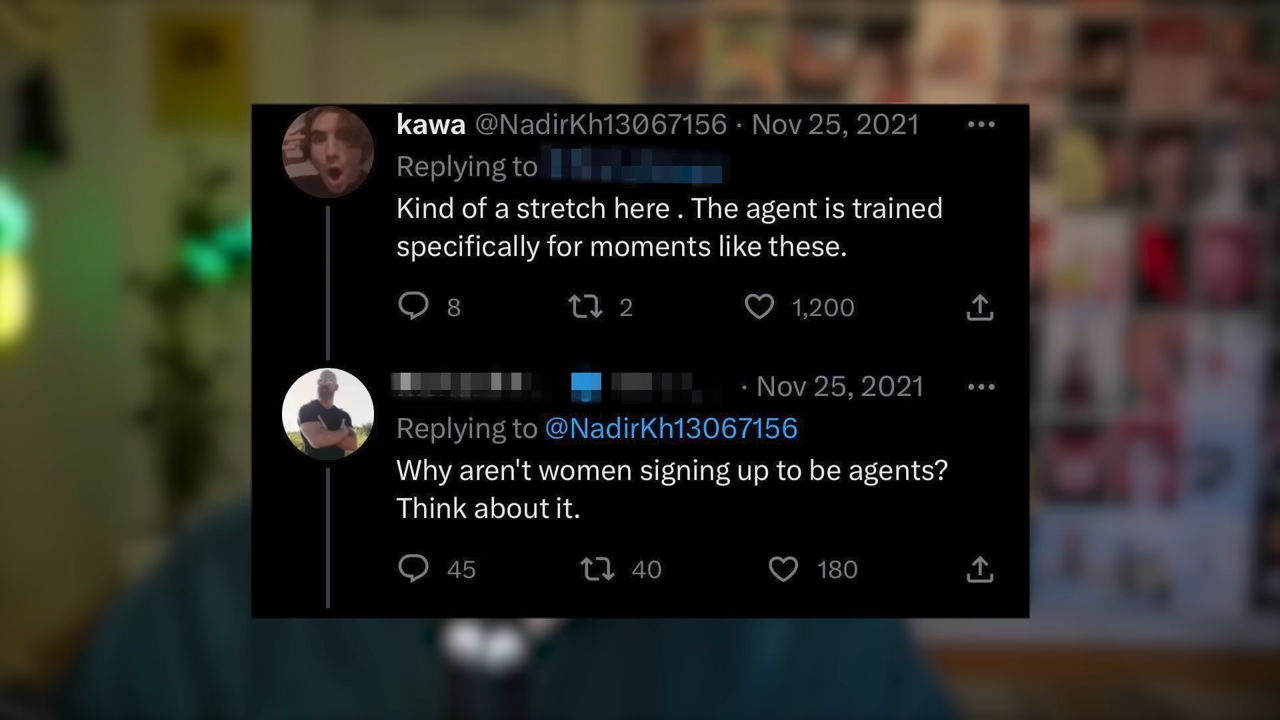 kawa @NadirKh13067156 · Nov 25, 2021
Replying to
Kind of a stretch here . The agent is trained
specifically for moments like these.
8 2 1,200
· Nov 25, 2021
Replying to @NadirKh13067156
Why aren't women signing up to be agents?
Think about it.
45 40 180